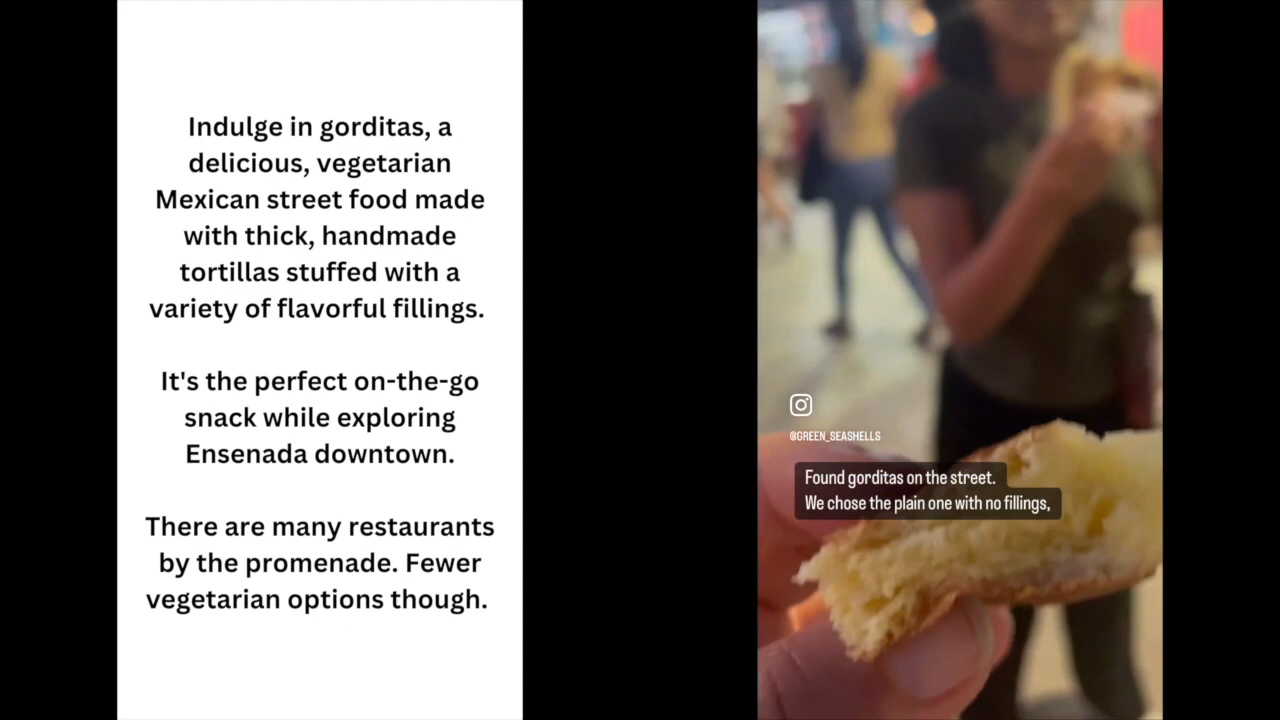 Indulge in gorditas, a
delicious, vegetarian
Mexican street food made
with thick, handmade
tortillas stuffed with a
variety of flavorful fillings.
It's the perfect on-the-go
snack while exploring
Ensenada downtown.
There are many restaurants
by the promenade. Fewer
vegetarian options though.
@GREEN_SEASHELLS
Found gorditas on the street.
We chose the plain one with no fillings,